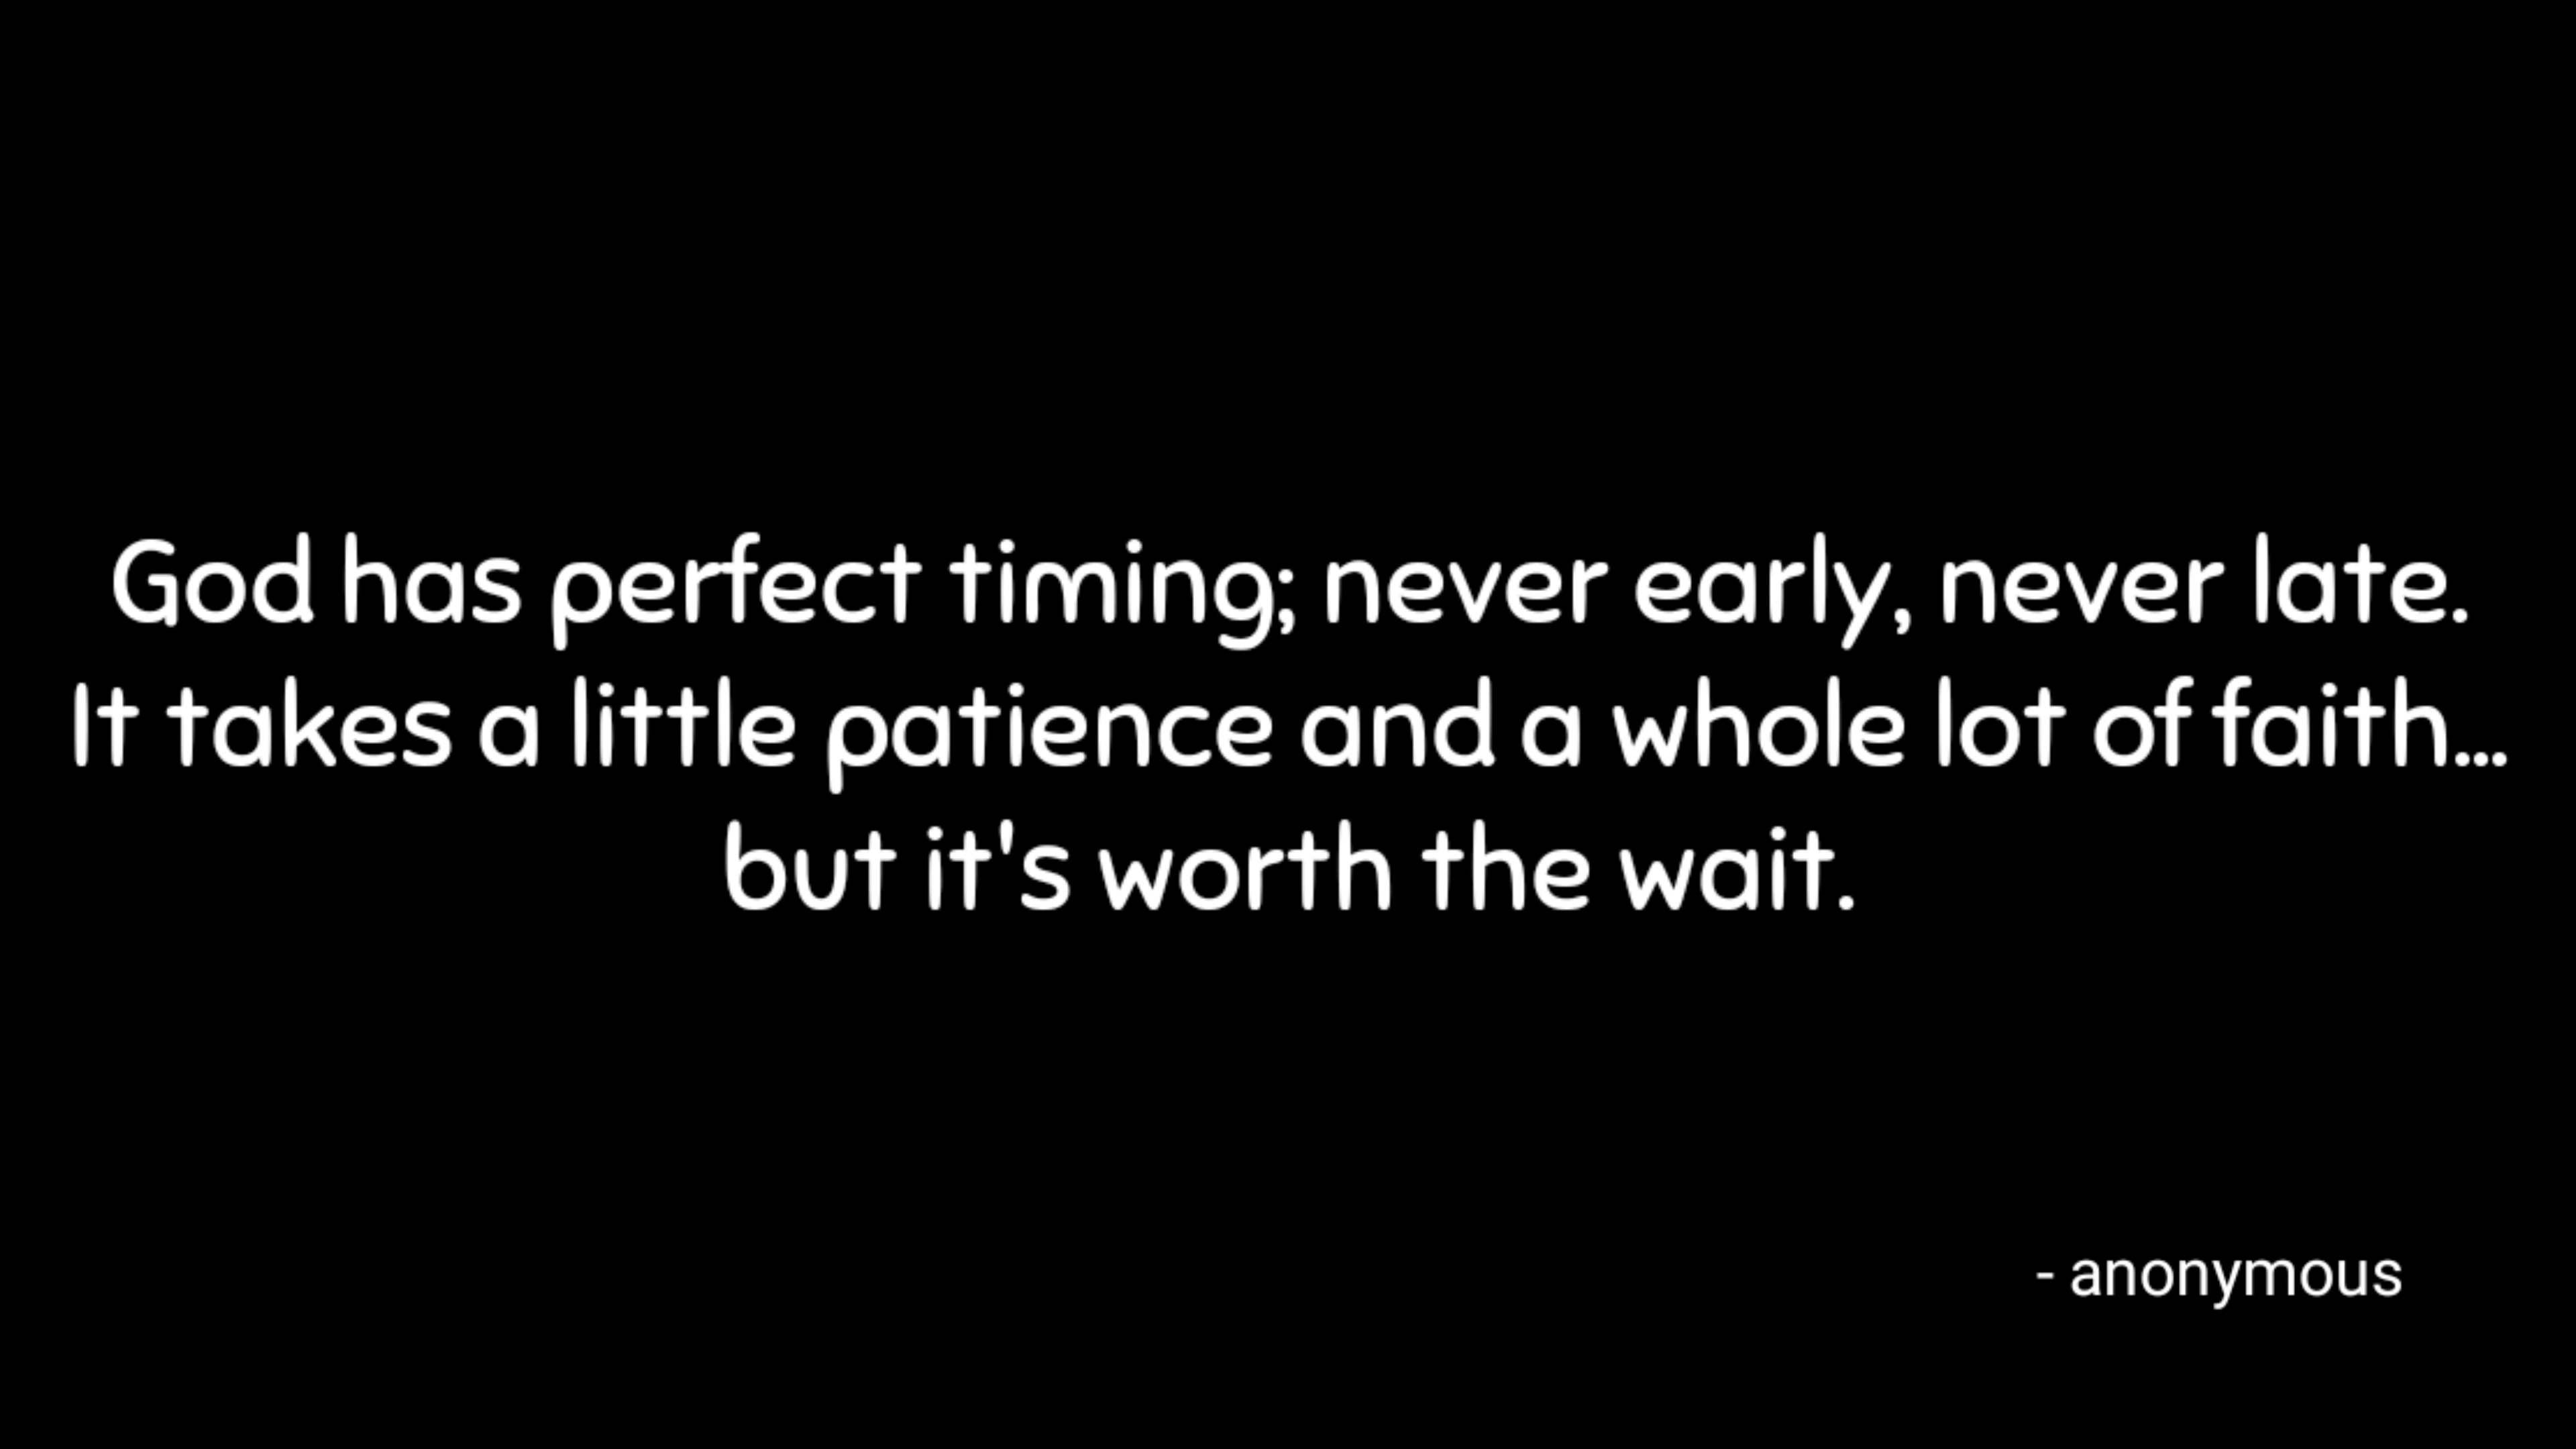 God has perfect timing; never early, never late.
It takes a little patience and a whole lot of faith...
but it's worth the wait.
- anonymous